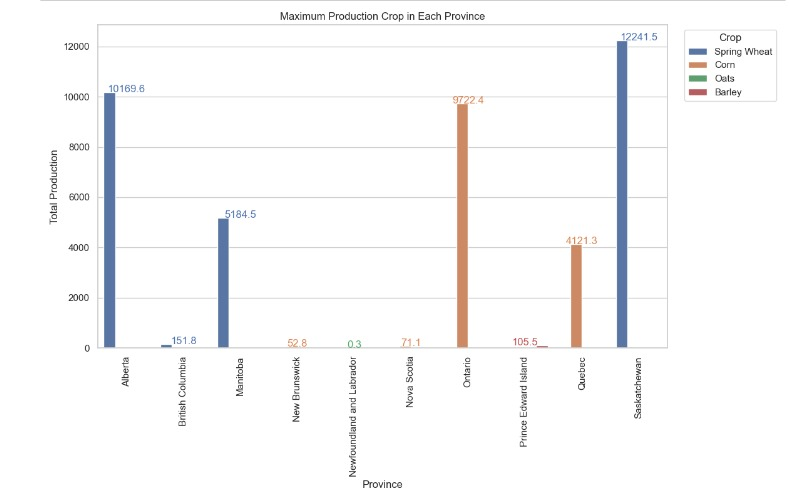 Maximum Production Crop in Each Province
Crop
Spring Wheat
Corn
Oats
Barley
Total Production
12000
10000
8000
6000
4000
2000
0
10169.6
151.8
5184.5
52.8
0.3
71.1
9722.4
105.5
4121.3
12241.5
Alberta
British Columbia
Manitoba
New Brunswick
Newfoundland and Labrador
Nova Scotia
Ontario
Prince Edward Island
Quebec
Saskatchewan
Province